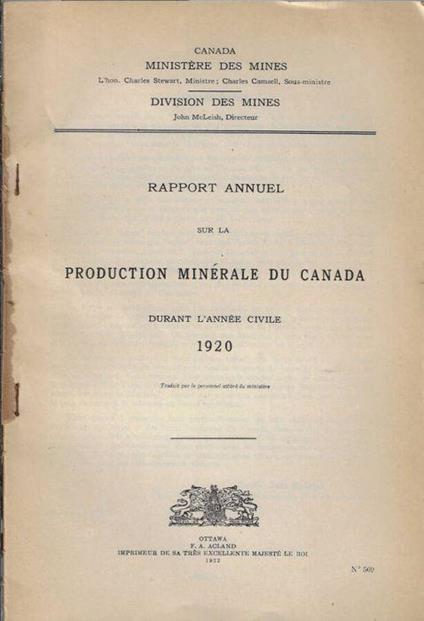 CANADA
MINISTÈRE DES MINES
L'hon. Charles Stewart, Ministre; Charles Camsell, Sous-ministre
DIVISION DES MINES
John McLeish, Directeur
RAPPORT ANNUEL
SUR LA
PRODUCTION MINÉRALE DU CANADA
DURANT L'ANNÉE CIVILE
1920
Traduit par le personnel attitré du ministère
OTTAWA
F. A. ACLAND
IMPRIMEUR DE SA TRÈS EXCELLENTE MAJESTÉ LE ROI
1922
N° 569